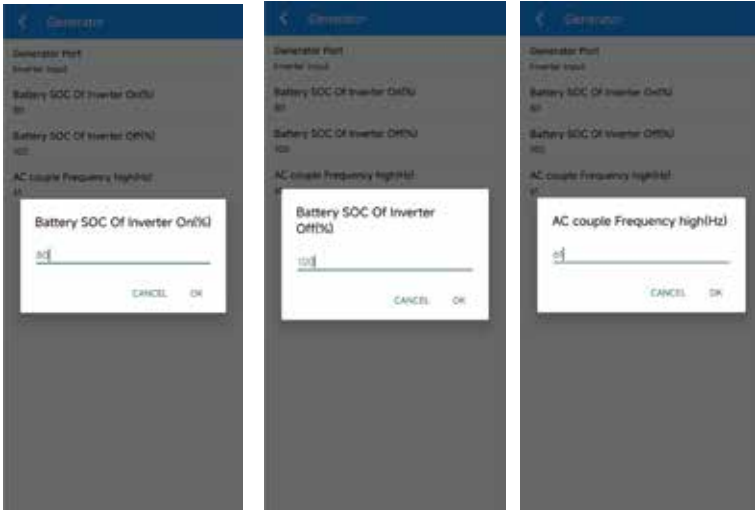 Generator
Generator Port
Inverter Input
Battery SOC Of Inverter On(%)
80
Battery SOC Of Inverter Off(%)
100
AC couple Frequency high(Hz)
Battery SOC Of Inverter On(%)
80
CANCEL OK
Generator
Generator Port
Inverter Input
Battery SOC Of Inverter On(%)
80
Battery SOC Of Inverter Off(%)
100
AC couple Frequency high(Hz)
Battery SOC Of Inverter
Off(%)
100
CANCEL OK
Generator
Generator Port
Inverter Input
Battery SOC Of Inverter On(%)
80
Battery SOC Of Inverter Off(%)
100
AC couple Frequency high(Hz)
AC couple Frequency high(Hz)
61
CANCEL OK